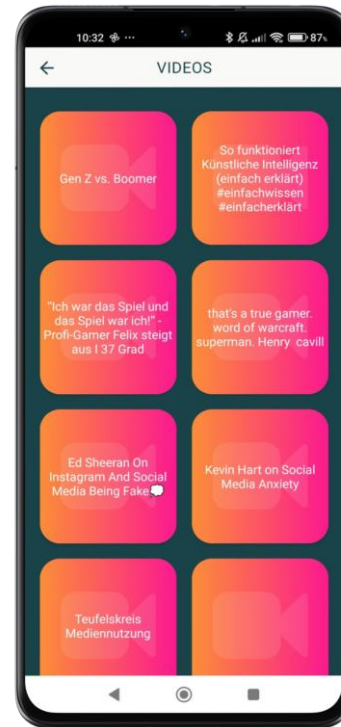 10:32
87%
VIDEOS
Gen Z vs. Boomer
So funktioniert
Künstliche Intelligenz
(einfach erklärt)
#einfachwissen
#einfacherklärt
"Ich war das Spiel und
das Spiel war ich!" -
Profi-Gamer Felix steigt
aus I 37 Grad
that's a true gamer.
word of warcraft.
superman. Henry cavill
Ed Sheeran On
Instagram And Social
Media Being Fake💭
Kevin Hart on Social
Media Anxiety
Teufelskreis
Mediennutzung